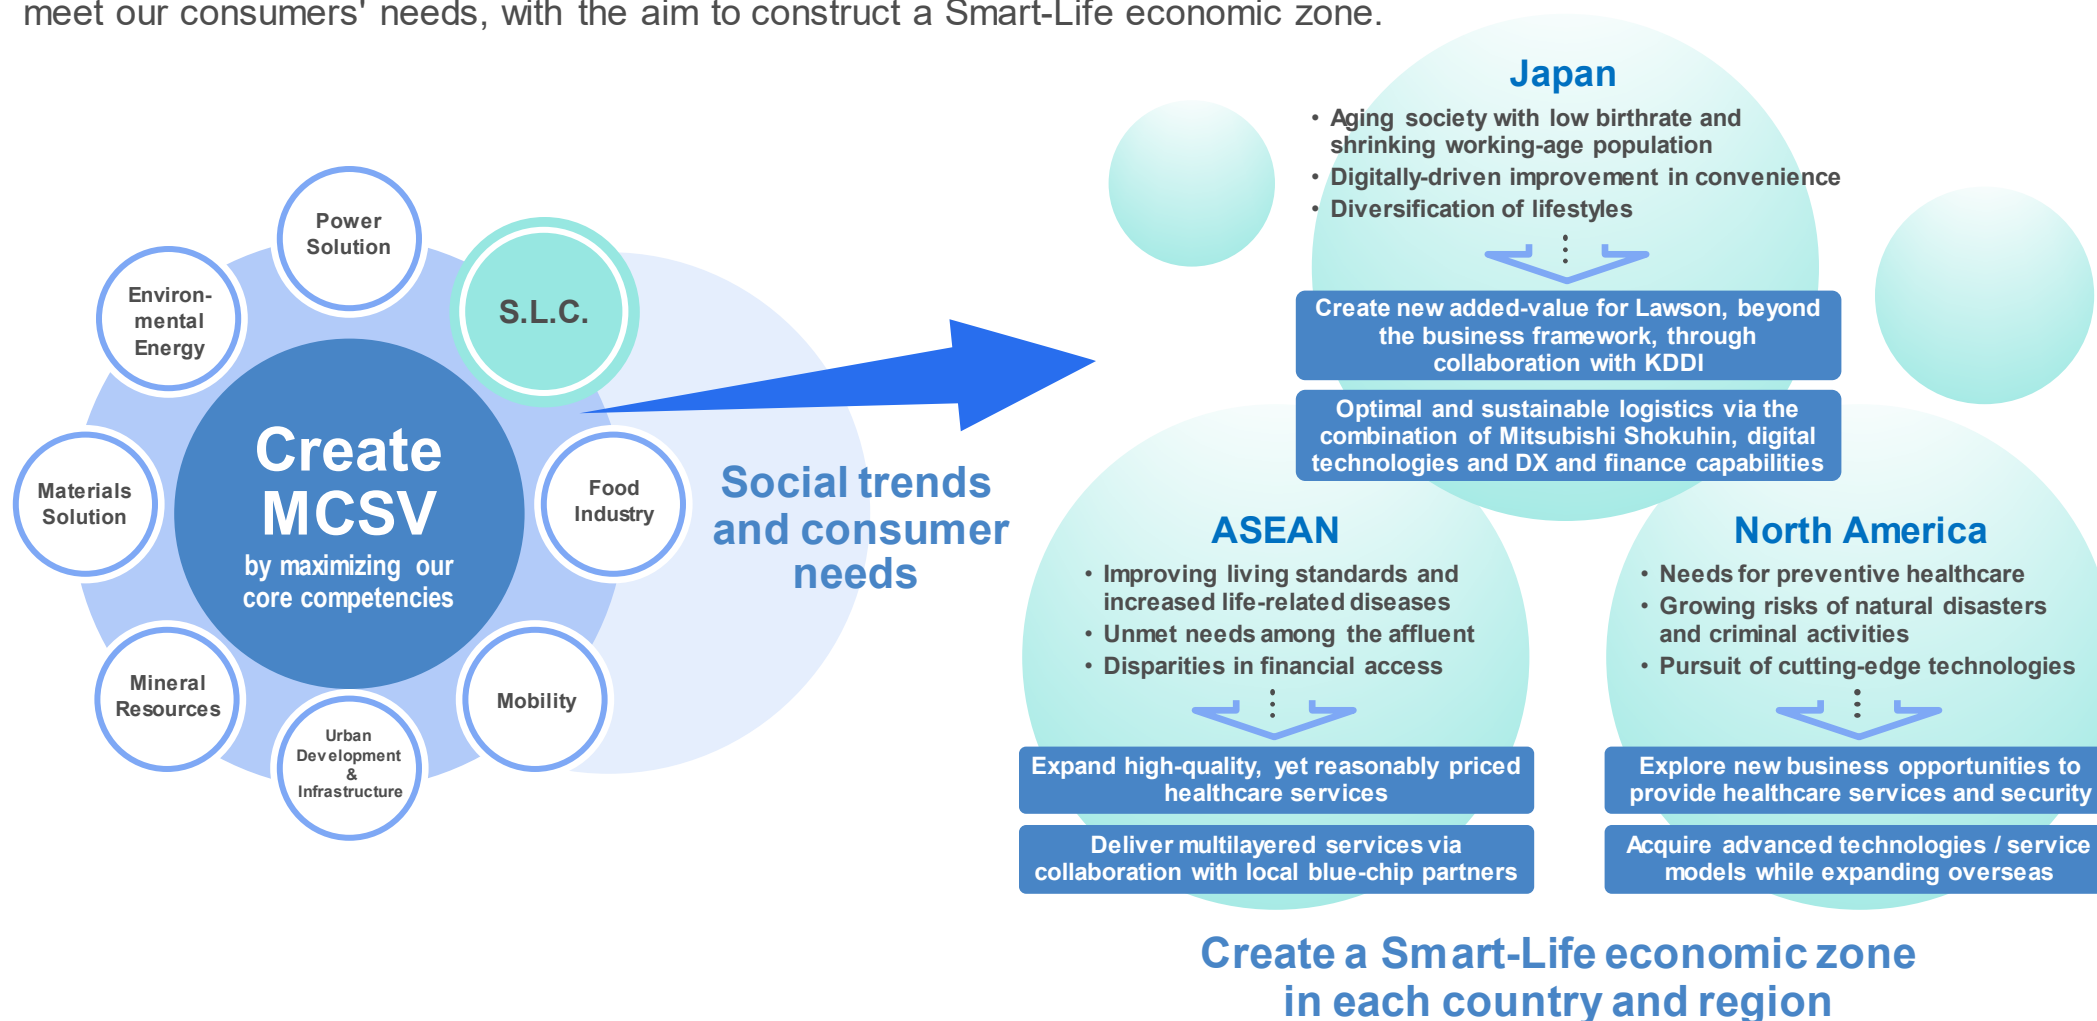 meet our consumers' needs, with the aim to construct a Smart-Life economic zone.
Power
Solution
Environ-
mental
Energy
S.L.C.
Materials
Solution
Create
MCSV
by maximizing our
core competencies
Food
Industry
Mineral
Resources
Mobility
Urban
Development
&
Infrastructure
Social trends
and consumer
needs
Japan
• Aging society with low birthrate and
shrinking working-age population
• Digitally-driven improvement in convenience
• Diversification of lifestyles
Create new added-value for Lawson, beyond
the business framework, through
collaboration with KDDI
Optimal and sustainable logistics via the
combination of Mitsubishi Shokuhin, digital
technologies and DX and finance capabilities
ASEAN
• Improving living standards and
increased life-related diseases
• Unmet needs among the affluent
• Disparities in financial access
Expand high-quality, yet reasonably priced
healthcare services
Deliver multilayered services via
collaboration with local blue-chip partners
North America
• Needs for preventive healthcare
• Growing risks of natural disasters
and criminal activities
• Pursuit of cutting-edge technologies
Explore new business opportunities to
provide healthcare services and security
Acquire advanced technologies / service
models while expanding overseas
Create a Smart-Life economic zone
in each country and region